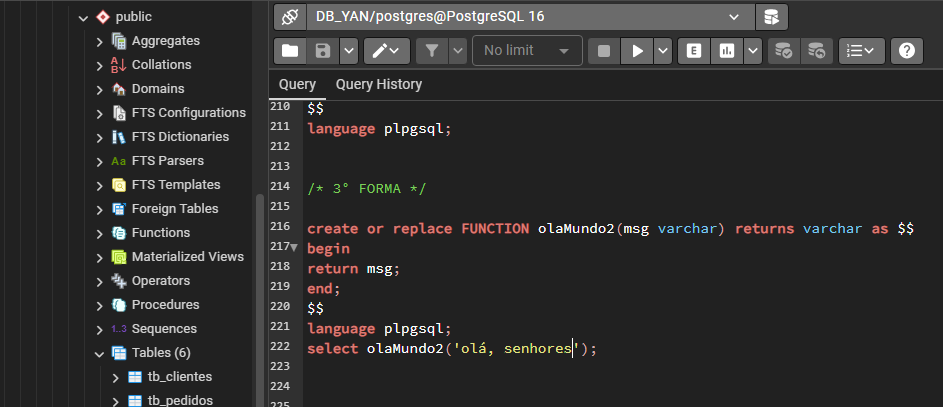 public
Aggregates
Collations
Domains
FTS Configurations
FTS Dictionaries
Aa FTS Parsers
FTS Templates
Foreign Tables
Functions
Materialized Views
Operators
Procedures
1..3 Sequences
Tables (6)
tb_clientes
tb_pedidos
DB_YAN/postgres@PostgreSQL 16
No limit
E
Query Query History
210 $$
211 language plpgsql;
212
213
214 /* 3° FORMA */
215
216 create or replace FUNCTION olaMundo2(msg varchar) returns varchar as $$
217 begin
218 return msg;
219 end;
220 $$
221 language plpgsql;
222 select olaMundo2('olá, senhores');
223
224
225